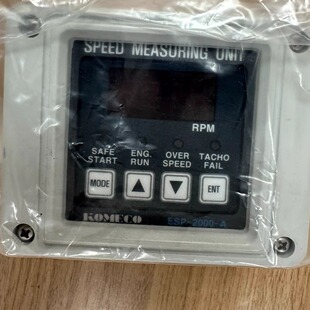 SPEED MEASURING UNIT
RPM
SAFE START ENG. RUN OVER SPEED TACHO FAIL
MODE ▲ ▼ ENT
KOMECO ESP-2000-A